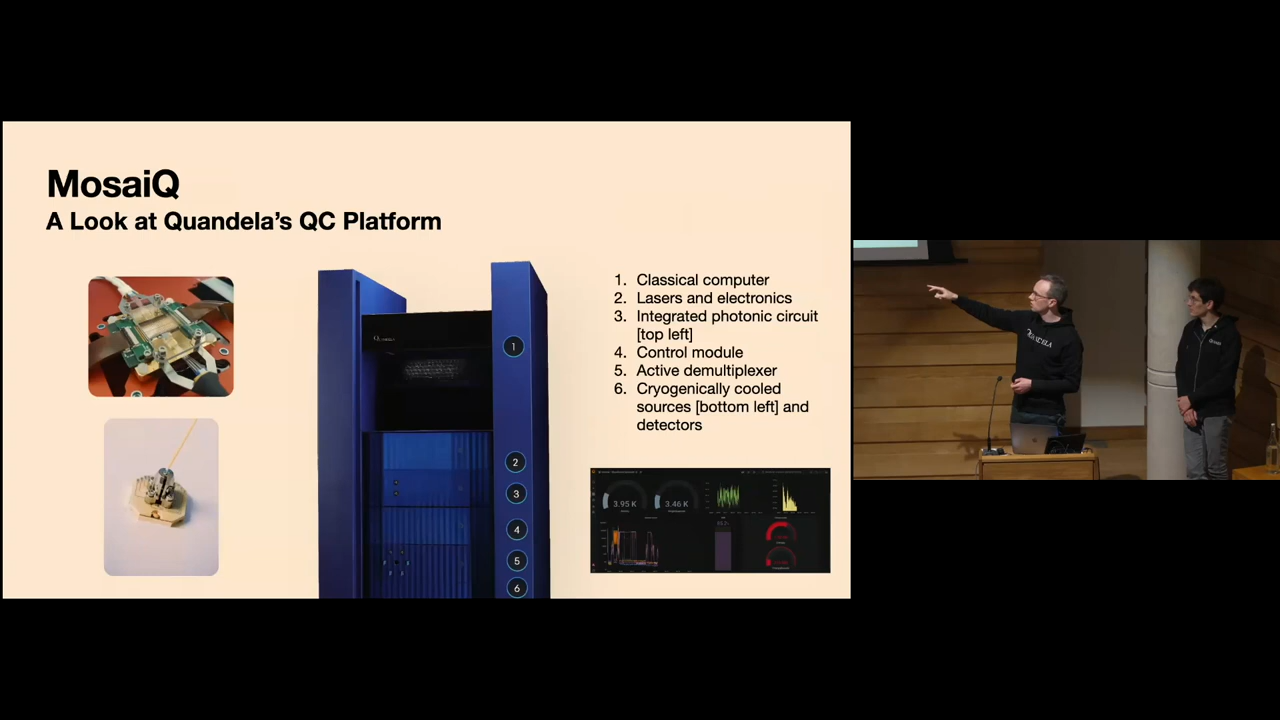 MosaiQ
A Look at Quandela's QC Platform
1. Classical computer
2. Lasers and electronics
3. Integrated photonic circuit
[top left]
4. Control module
5. Active demultiplexer
6. Cryogenically cooled
sources [bottom left] and
detectors
1
2
3
4
5
6
3.95 K
3.46 K